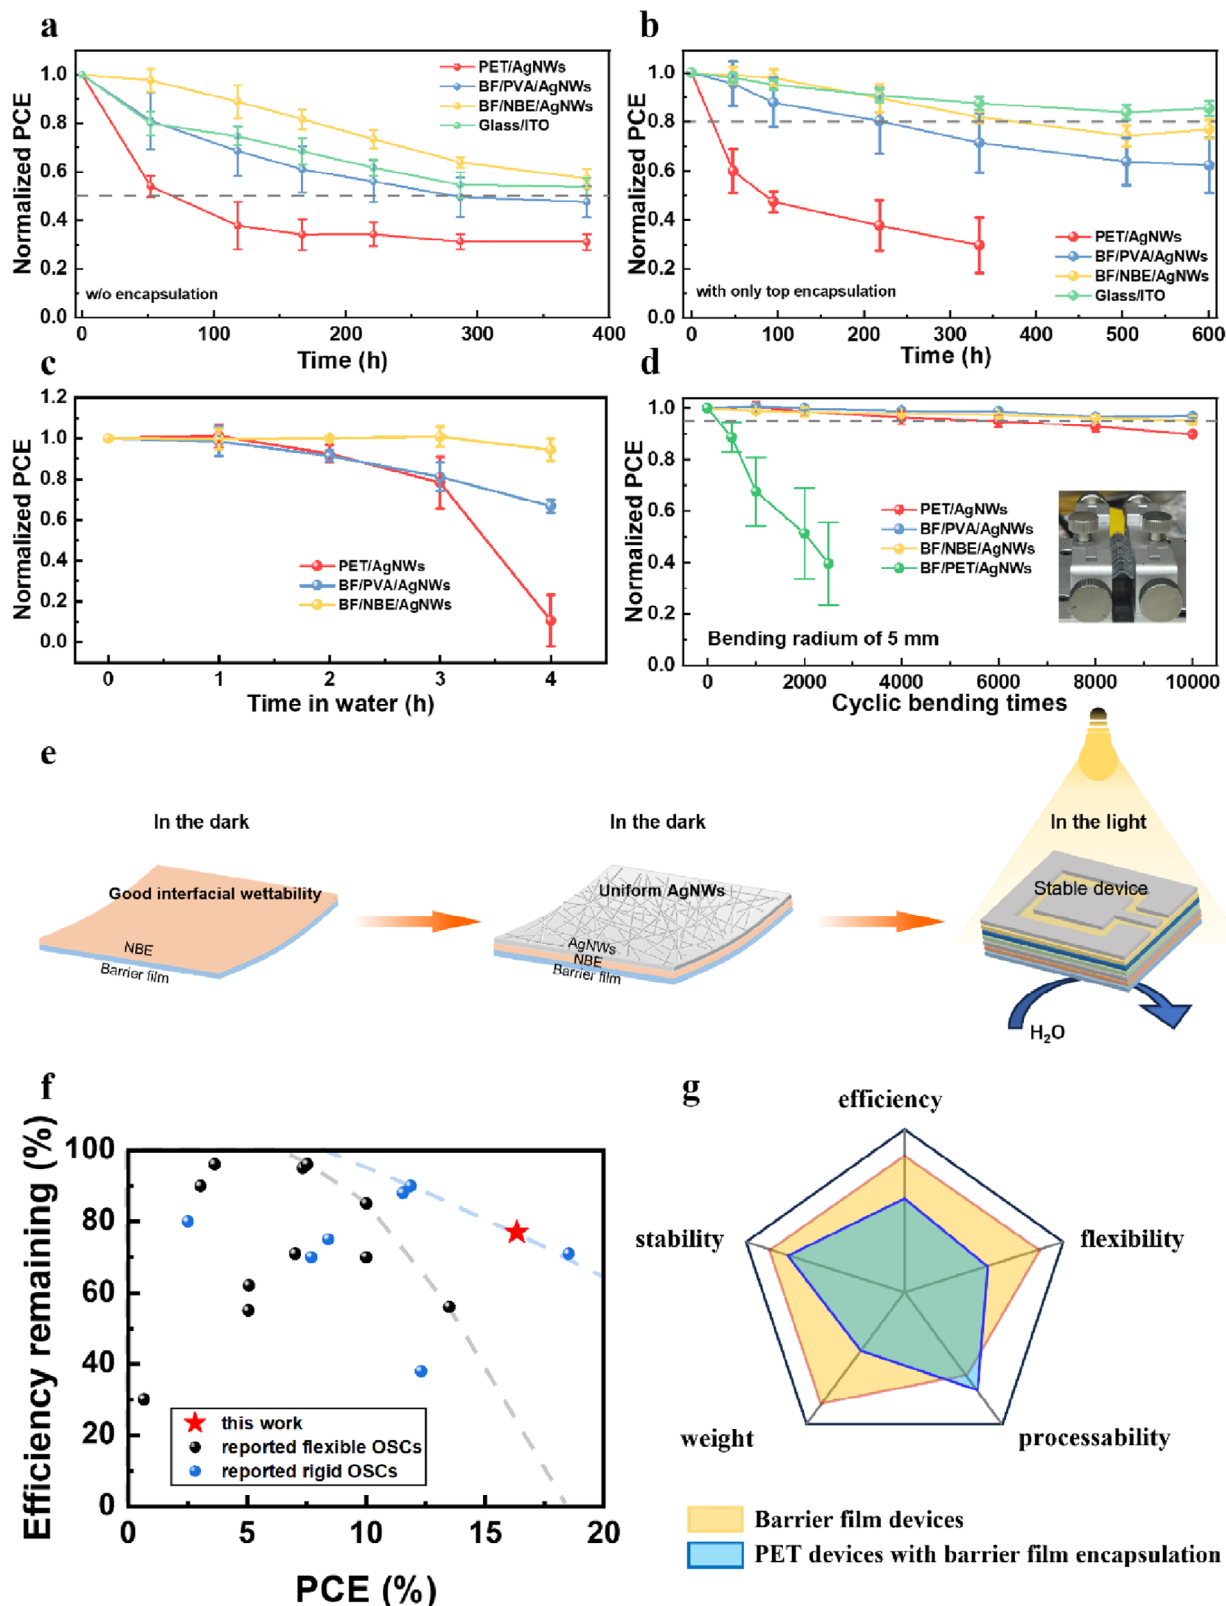 a
Normalized PCE
1.0
0.8
0.6
0.4
0.2
0.0
PET/AgNWs
BF/PVA/AgNWs
BF/NBE/AgNWs
Glass/ITO
w/o encapsulation
0 100 200 300 400
Time (h)
b
Normalized PCE
1.0
0.8
0.6
0.4
0.2
0.0
PET/AgNWs
BF/PVA/AgNWs
BF/NBE/AgNWs
Glass/ITO
with only top encapsulation
0 100 200 300 400 500 600
Time (h)
c
Normalized PCE
1.2
1.0
0.8
0.6
0.4
0.2
0.0
PET/AgNWs
BF/PVA/AgNWs
BF/NBE/AgNWs
0 1 2 3 4
Time in water (h)
d
Normalized PCE
1.0
0.8
0.6
0.4
0.2
0.0
PET/AgNWs
BF/PVA/AgNWs
BF/NBE/AgNWs
BF/PET/AgNWs
Bending radium of 5 mm
0 2000 4000 6000 8000 10000
Cyclic bending times
e
In the dark
Good interfacial wettability
NBE
Barrier film
In the dark
Uniform AgNWs
AgNWs
NBE
Barrier film
In the light
Stable device
H₂O
f
Efficiency remaining (%)
100
80
60
40
20
0
this work
reported flexible OSCs
reported rigid OSCs
0 5 10 15 20
PCE (%)
g
efficiency
stability
flexibility
weight
processability
Barrier film devices
PET devices with barrier film encapsulation